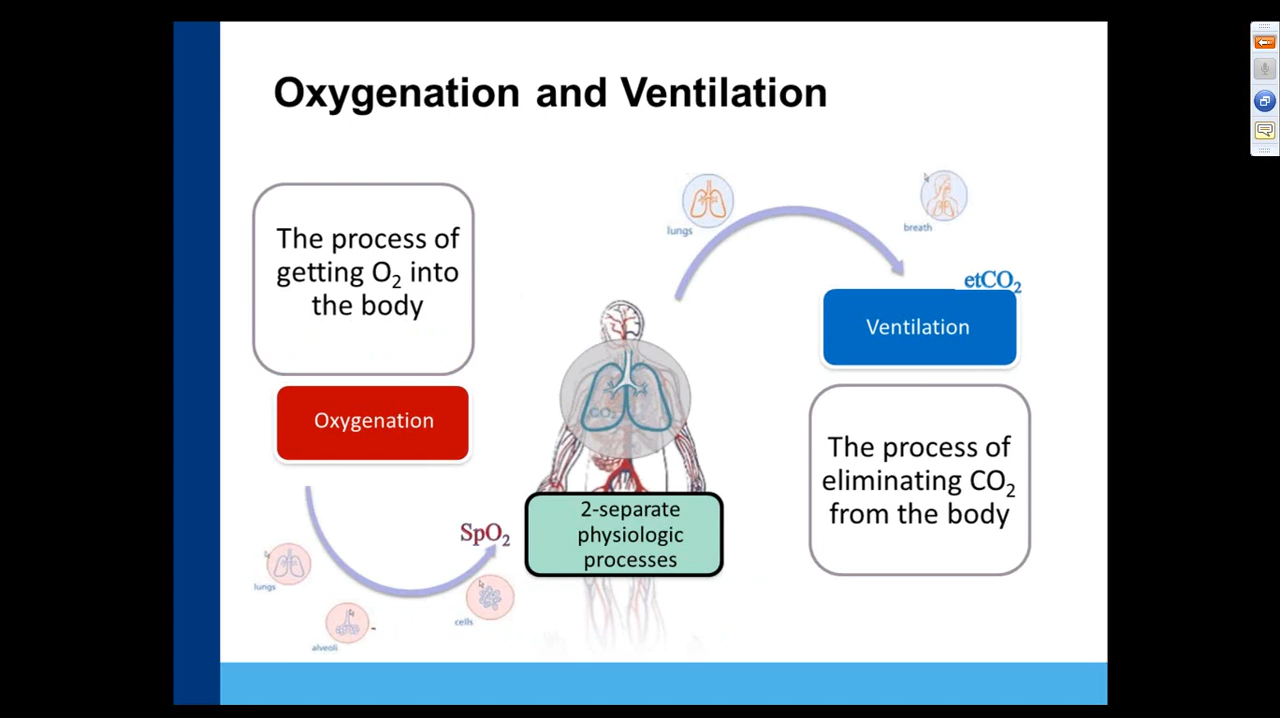 Oxygenation and Ventilation
The process of
getting O₂ into
the body
Oxygenation
SpO₂
lungs
alveoli
cells
CO₂
2-separate
physiologic
processes
lungs
breath
etCO₂
Ventilation
The process of
eliminating CO₂
from the body